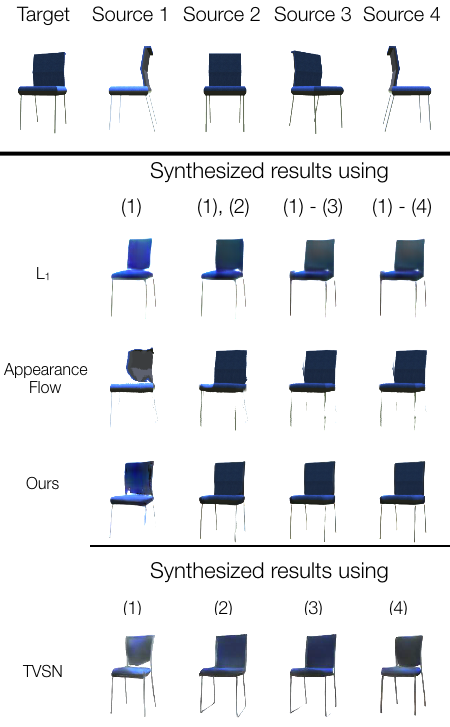 Target Source 1 Source 2 Source 3 Source 4
Synthesized results using
(1) (1), (2) (1) - (3) (1) - (4)
L₁
Appearance
Flow
Ours
Synthesized results using
(1) (2) (3) (4)
TVSN